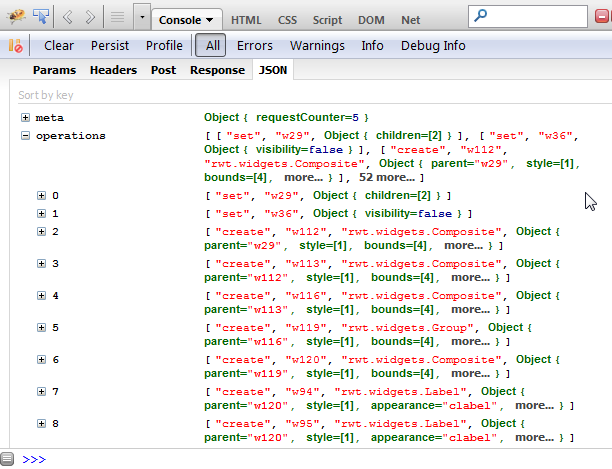 Console HTML CSS Script DOM Net
Clear Persist Profile All Errors Warnings Info Debug Info
Params Headers Post Response JSON
Sort by key
meta Object { requestCounter=5 }
operations [ [ "set", "w29", Object { children=[2] } ], [ "set", "w36",
Object { visibility=false } ], [ "create", "w112",
"rwt.widgets.Composite", Object { parent="w29", style=[1],
bounds=[4], more... } ], 52 more... ]
0 [ "set", "w29", Object { children=[2] } ]
1 [ "set", "w36", Object { visibility=false } ]
2 [ "create", "w112", "rwt.widgets.Composite", Object {
parent="w29", style=[1], bounds=[4], more... } ]
3 [ "create", "w113", "rwt.widgets.Composite", Object {
parent="w112", style=[1], bounds=[4], more... } ]
4 [ "create", "w116", "rwt.widgets.Composite", Object {
parent="w113", style=[1], bounds=[4], more... } ]
5 [ "create", "w119", "rwt.widgets.Group", Object {
parent="w116", style=[1], bounds=[4], more... } ]
6 [ "create", "w120", "rwt.widgets.Composite", Object {
parent="w119", style=[1], bounds=[4], more... } ]
7 [ "create", "w94", "rwt.widgets.Label", Object {
parent="w120", style=[1], appearance="clabel", more... } ]
8 [ "create", "w95", "rwt.widgets.Label", Object {
parent="w120", style=[1], appearance="clabel", more... } ]
>>>